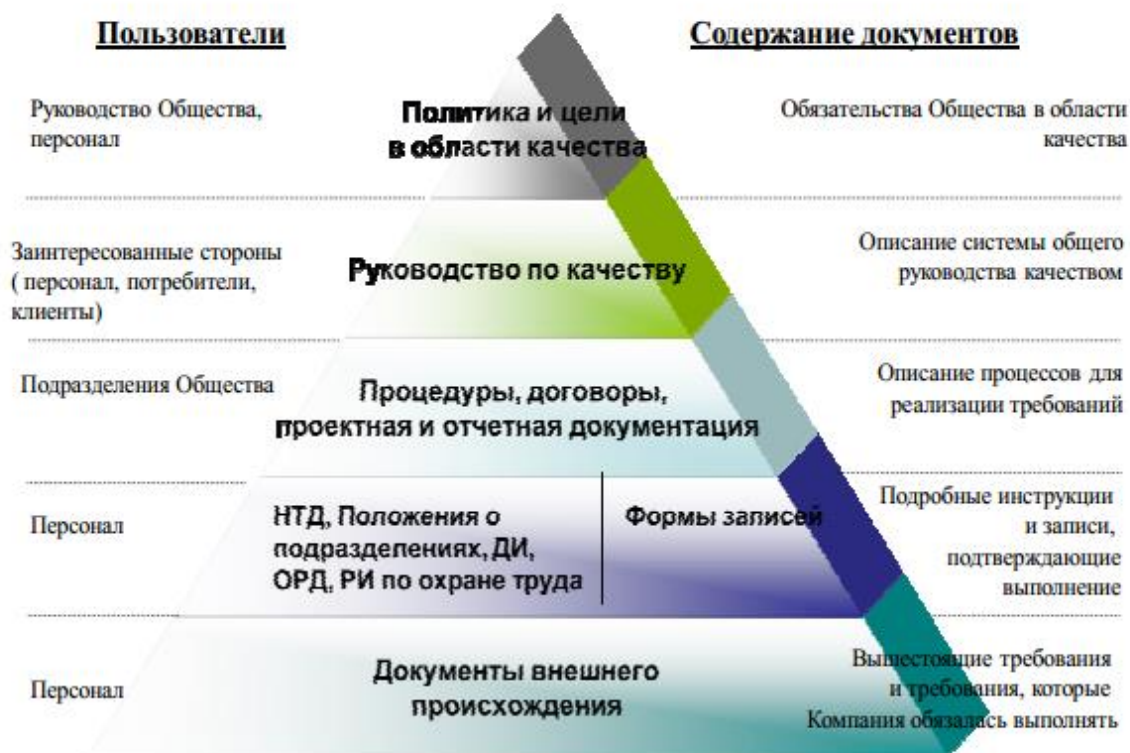 Пользователи
Содержание документов
Руководство Общества,
персонал
Политика и цели
в области качества
Обязательства Общества в области
качества
Заинтересованные стороны
( персонал, потребители,
клиенты)
Руководство по качеству
Описание системы общего
руководства качеством
Подразделения Общества
Процедуры, договоры,
проектная и отчетная документация
Описание процессов для
реализации требований
Персонал
НТД, Положения о
подразделениях, ДИ,
ОРД, РИ по охране труда
Формы записей
Подробные инструкции
и записи,
подтверждающие
выполнение
Персонал
Документы внешнего
происхождения
Вышестоящие требования
и требования, которые
Компания обязалась выполнять